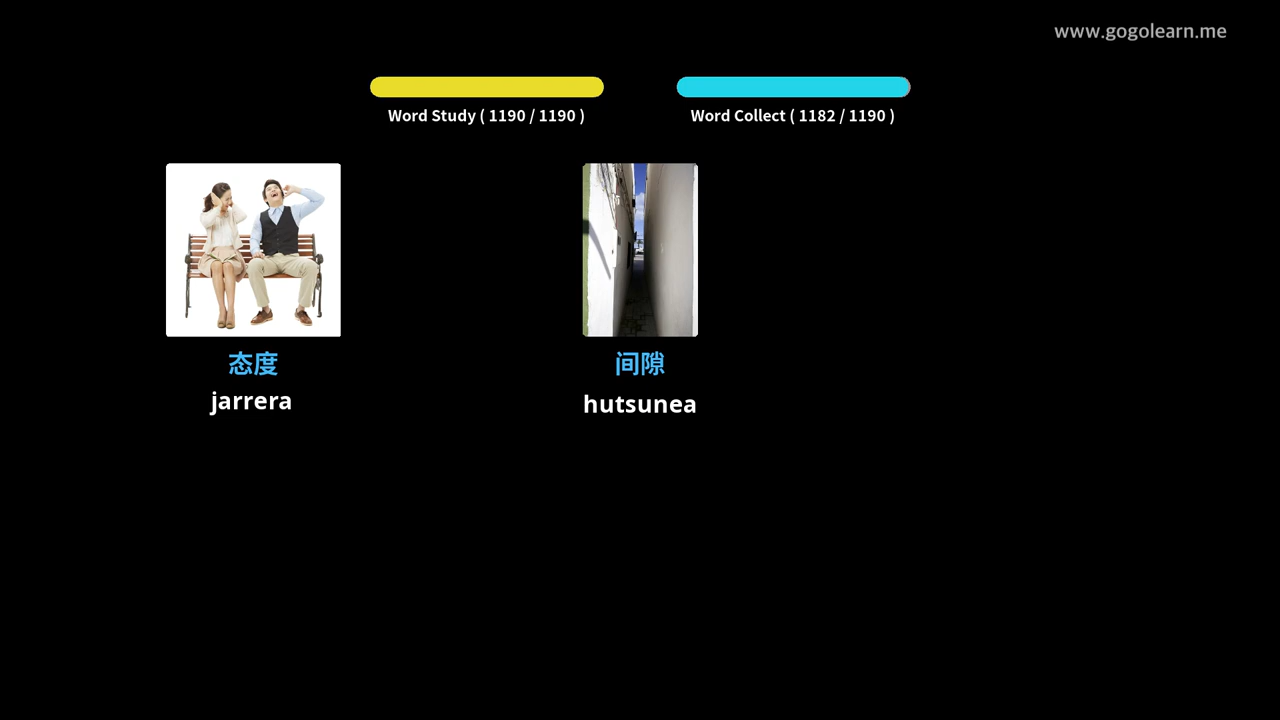 www.gogolearn.me
Word Study ( 1190 / 1190 )
Word Collect ( 1182 / 1190 )
态度
jarrera
间隙
hutsunea